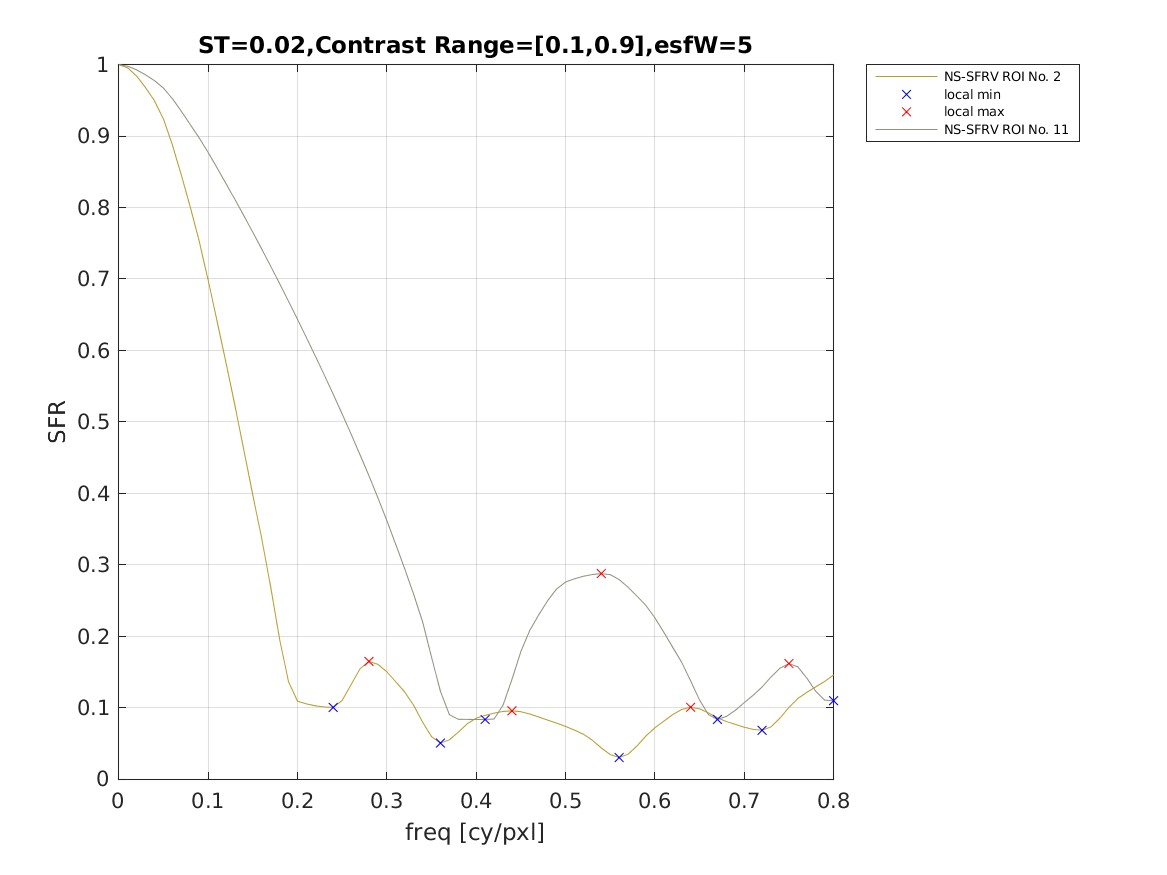 ST=0.02,Contrast Range=[0.1,0.9],esfW=5
1
0.9
0.8
0.7
0.6
0.5
0.4
0.3
0.2
0.1
0
SFR
0 0.1 0.2 0.3 0.4 0.5 0.6 0.7 0.8
freq [cy/pxl]
NS-SFRV ROI No. 2
local min
local max
NS-SFRV ROI No. 11